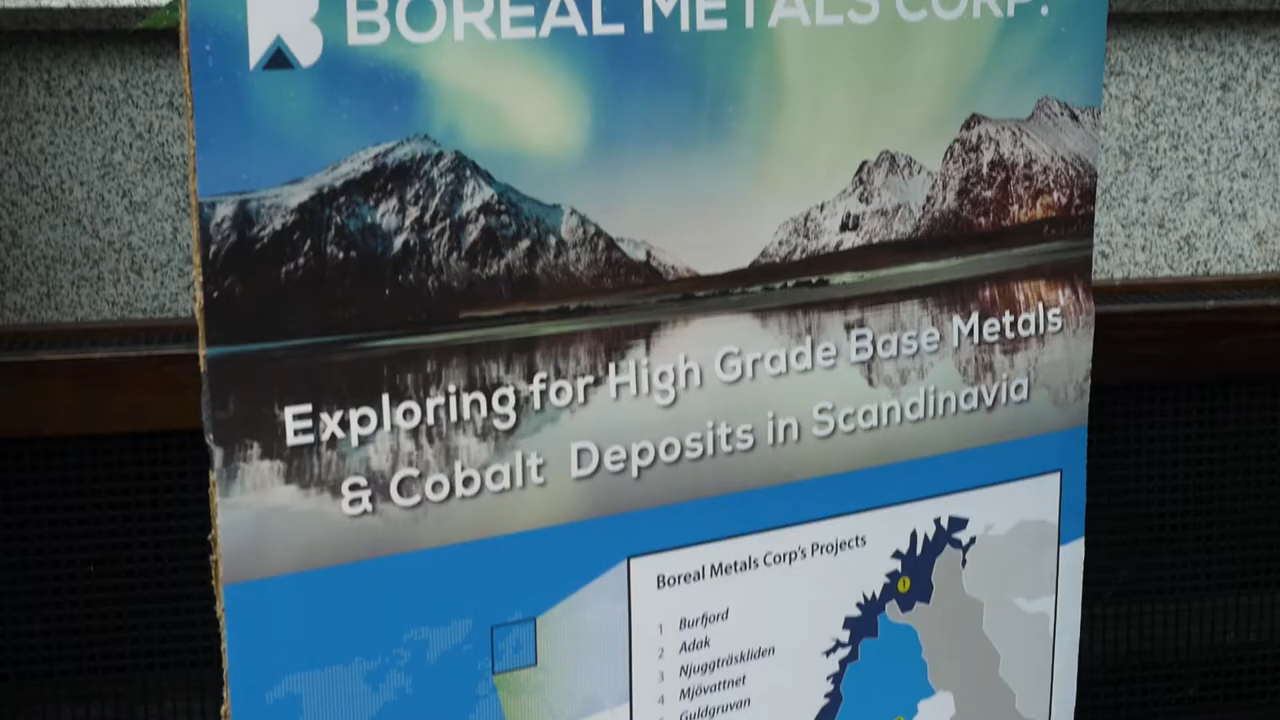 BOREAL METALS CORP.
Exploring for High Grade Base Metals
& Cobalt Deposits in Scandinavia
Boreal Metals Corp's Projects
1 Burfjord
2 Adak
3 Njuggträskliden
4 Mjövattnet
Guldgruvan
1